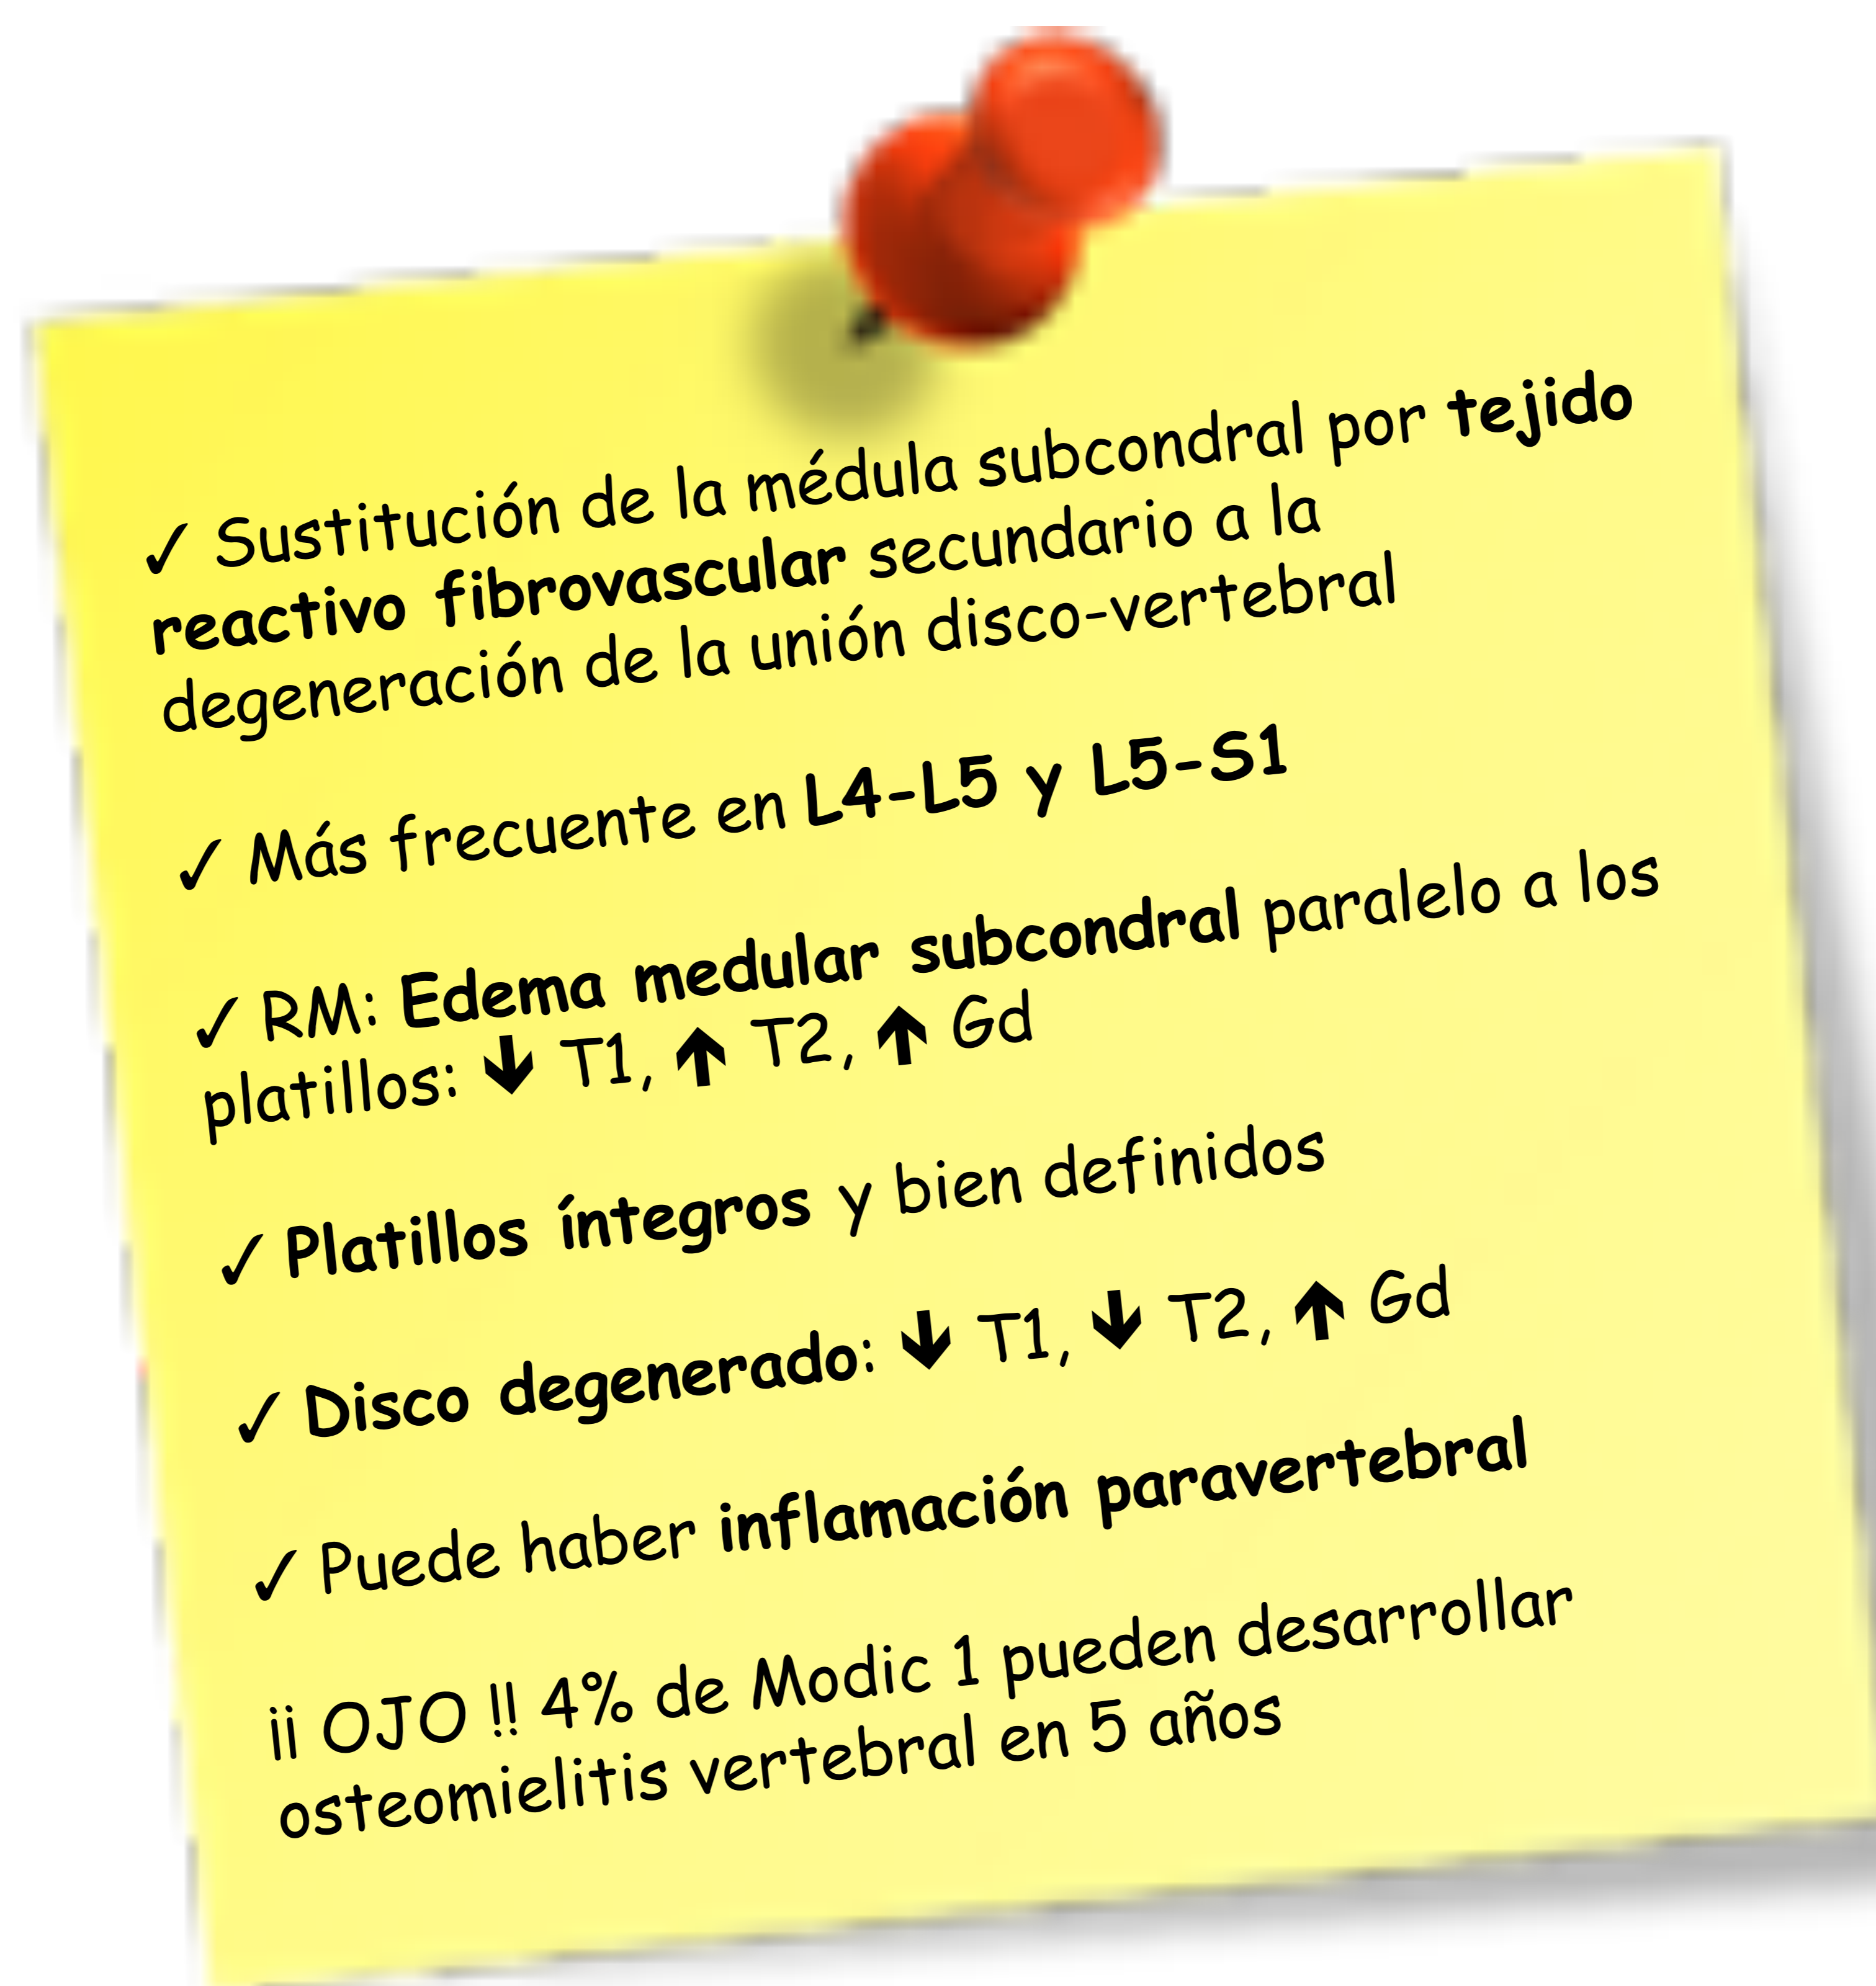 ✓ Sustitución de la médula subcondral por tejido
reactivo fibrovascular secundario a la
degeneración de la unión disco-vertebral
✓ Más frecuente en L4-L5 y L5-S1
✓ RM: Edema medular subcondral paralelo a los
platillos: ↓ T1, ↑ T2, ↑ Gd
✓ Platillos íntegros y bien definidos
✓ Disco degenerado: ↓ T1, ↓ T2, ↑ Gd
✓ Puede haber inflamación paravertebral
¡¡ OJO !! 4% de Modic 1 pueden desarrollar
osteomielitis vertebral en 5 años